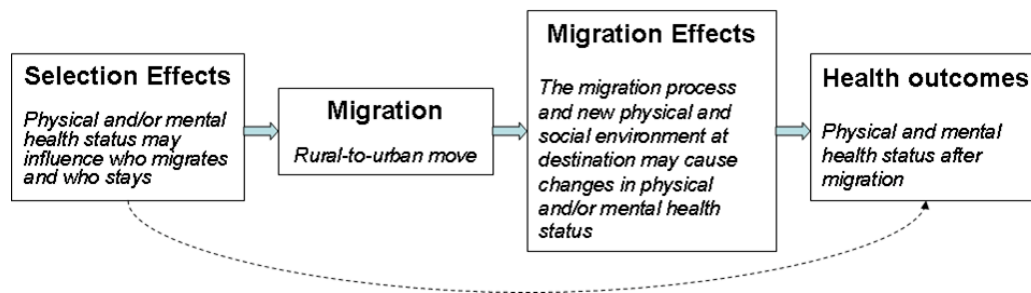 Selection Effects
Physical and/or mental
health status may
influence who migrates
and who stays
Migration
Rural-to-urban move
Migration Effects
The migration process
and new physical and
social environment at
destination may cause
changes in physical
and/or mental health
status
Health outcomes
Physical and mental
health status after
migration